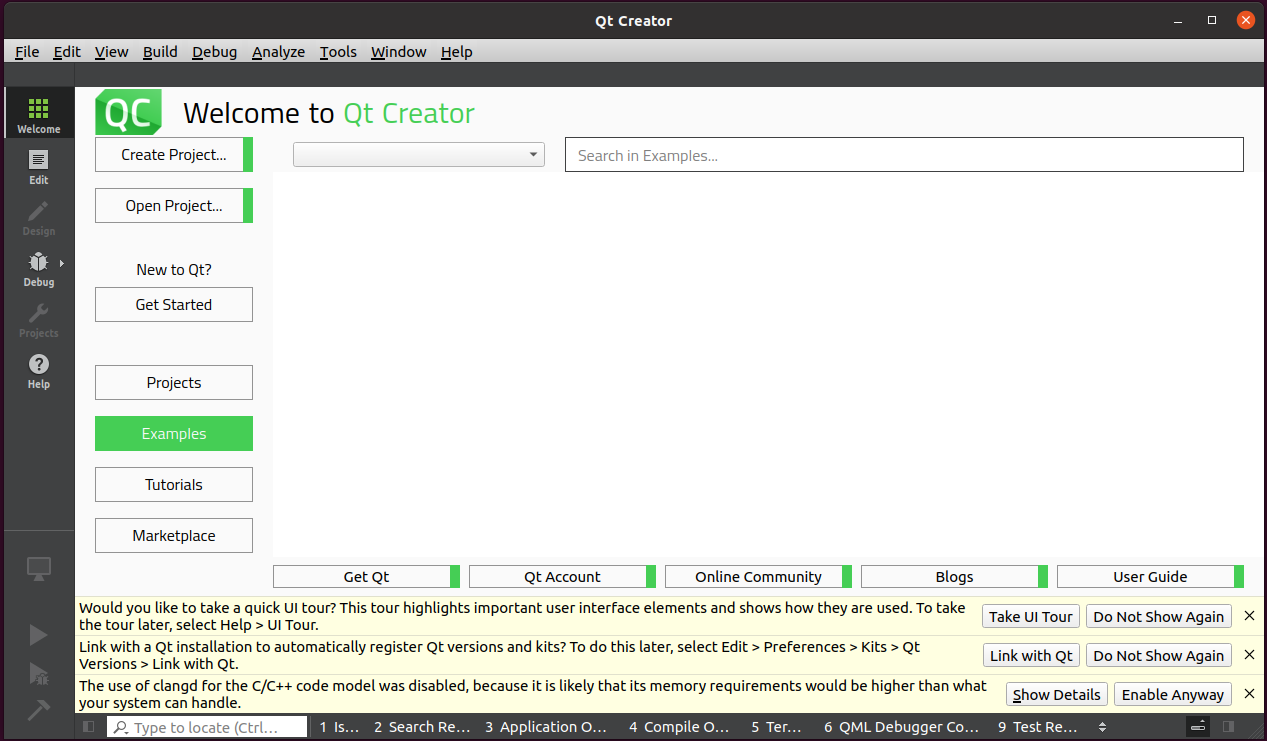 Qt Creator
File Edit View Build Debug Analyze Tools Window Help
QC Welcome to Qt Creator
Welcome
Edit
Design
Debug
Projects
Help
Create Project...
Search in Examples...
Open Project...
New to Qt?
Get Started
Projects
Examples
Tutorials
Marketplace
Get Qt Qt Account Online Community Blogs User Guide
Would you like to take a quick UI tour? This tour highlights important user interface elements and shows how they are used. To take
the tour later, select Help > UI Tour.
Take UI Tour Do Not Show Again
Link with a Qt installation to automatically register Qt versions and kits? To do this later, select Edit > Preferences > Kits > Qt
Versions > Link with Qt.
Link with Qt Do Not Show Again
The use of clangd for the C/C++ code model was disabled, because it is likely that its memory requirements would be higher than what
your system can handle.
Show Details Enable Anyway
Type to locate (Ctrl... 1 Is... 2 Search Re... 3 Application O... 4 Compile O... 5 Ter... 6 QML Debugger Co... 9 Test Re...